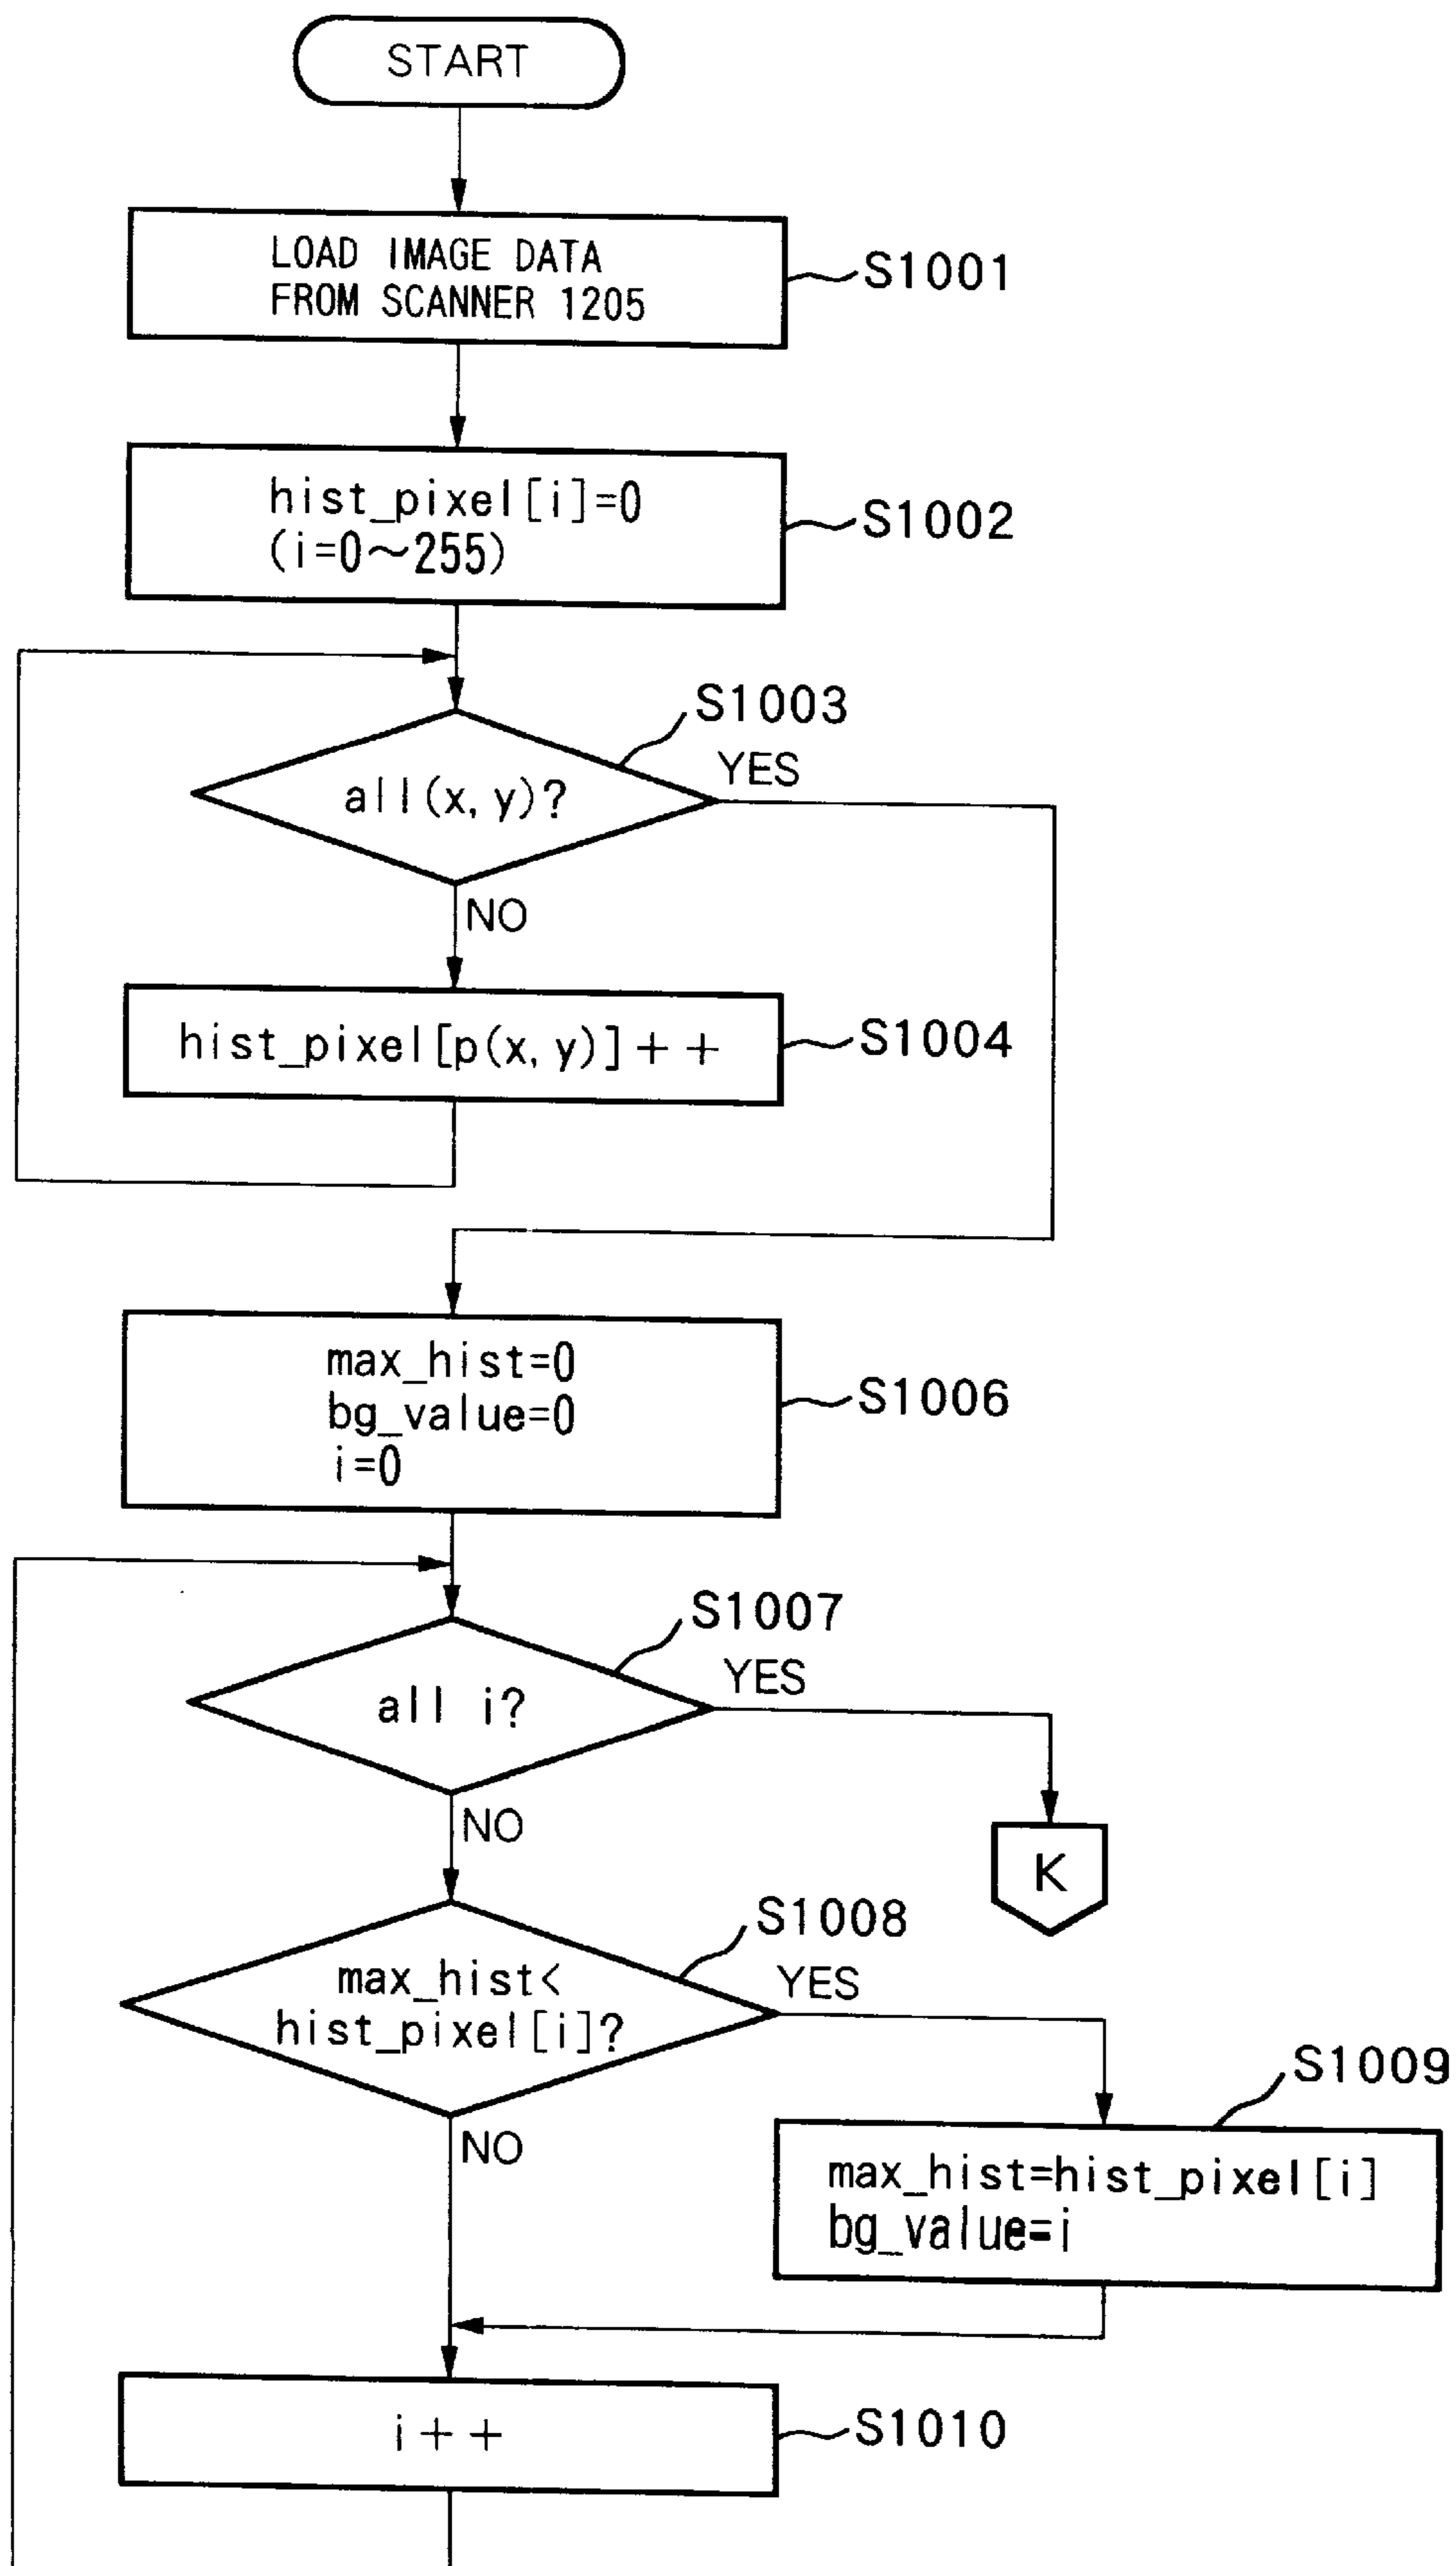 START
LOAD IMAGE DATA
FROM SCANNER 1205
S1001
hist_pixel[i]=0
(i=0～255)
S1002
S1003
YES
all(x, y)?
NO
hist_pixel[p(x, y)]++
S1004
max_hist=0
bg_value=0
i=0
S1006
S1007
YES
all i?
NO
K
S1008
YES
max_hist<
hist_pixel[i]?
NO
S1009
max_hist=hist_pixel[i]
bg_value=i
i++
S1010